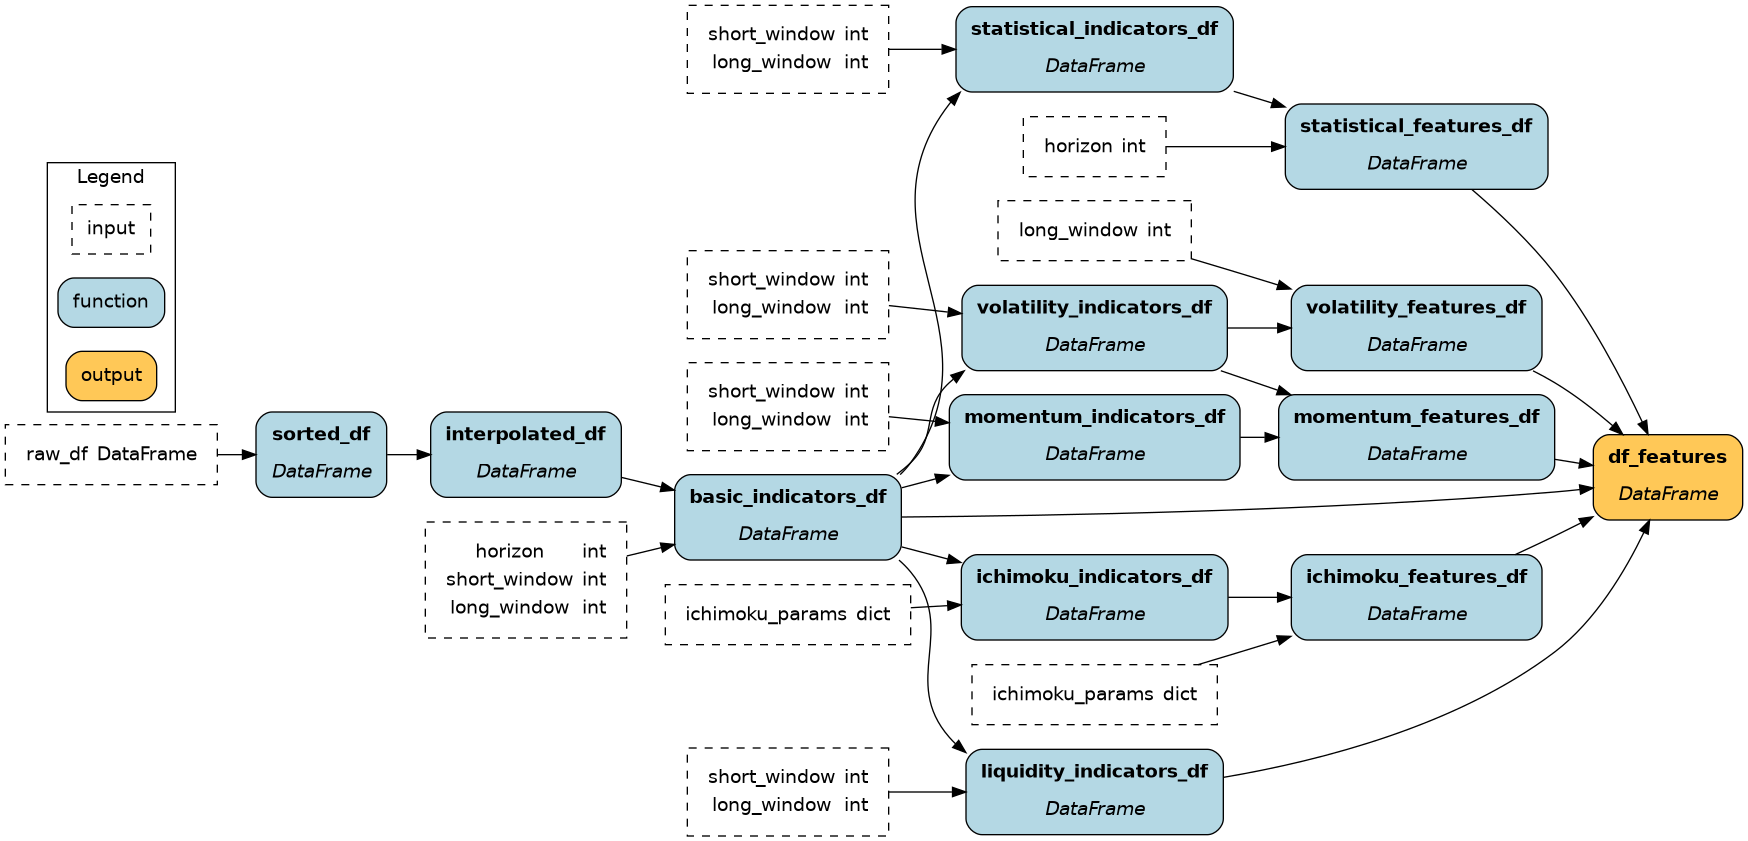 Legend
input
function
output
raw_df DataFrame
sorted_df
DataFrame
interpolated_df
DataFrame
horizon int
short_window int
long_window int
basic_indicators_df
DataFrame
short_window int
long_window int
statistical_indicators_df
DataFrame
horizon int
statistical_features_df
DataFrame
long_window int
short_window int
long_window int
volatility_indicators_df
DataFrame
volatility_features_df
DataFrame
short_window int
long_window int
momentum_indicators_df
DataFrame
momentum_features_df
DataFrame
df_features
DataFrame
ichimoku_params dict
ichimoku_indicators_df
DataFrame
ichimoku_features_df
DataFrame
ichimoku_params dict
short_window int
long_window int
liquidity_indicators_df
DataFrame